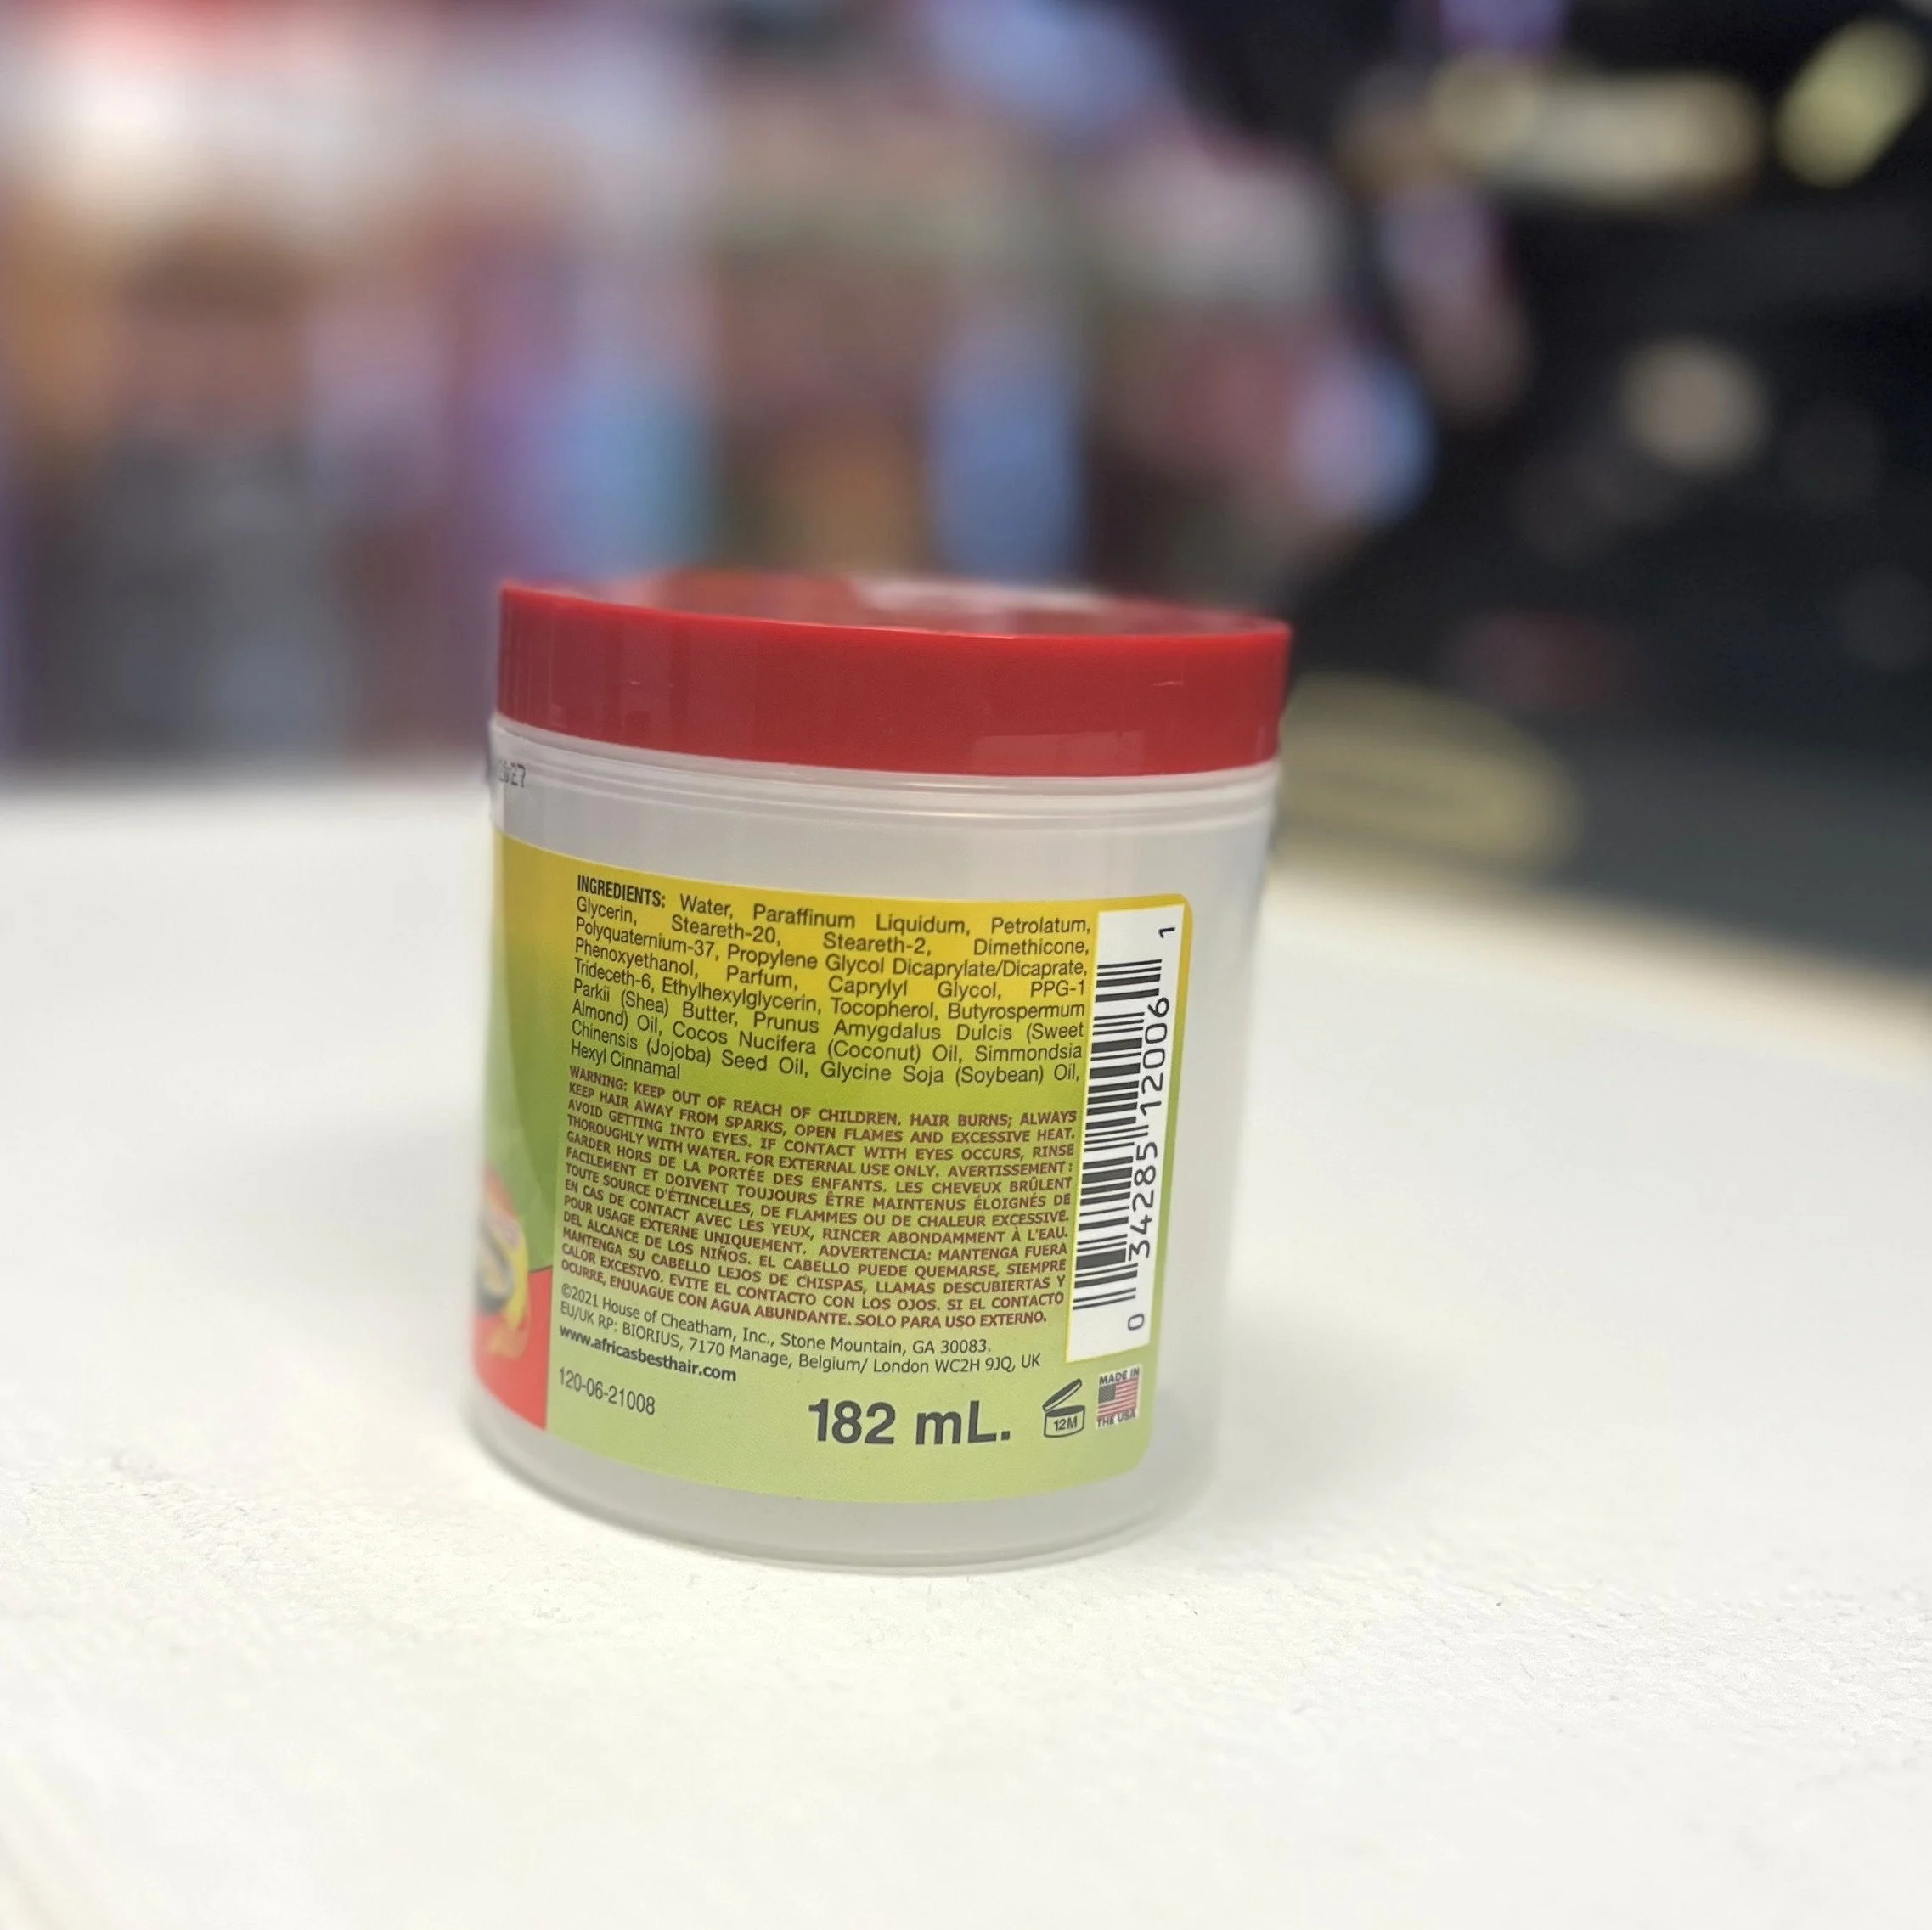 INGREDIENTS: Water, Paraffinum Liquidum, Petrolatum,
Glycerin, Steareth-20, Steareth-2, Dimethicone,
Polyquaternium-37, Propylene Glycol Dicaprylate/Dicaprate,
Phenoxyethanol, Parfum, Caprylyl Glycol, PPG-1
Trideceth-6, Ethylhexylglycerin, Tocopherol, Butyrospermum
Parkii (Shea) Butter, Prunus Amygdalus Dulcis (Sweet
Almond) Oil, Cocos Nucifera (Coconut) Oil, Simmondsia
Chinensis (Jojoba) Seed Oil, Glycine Soja (Soybean) Oil,
Hexyl Cinnamal
WARNING: KEEP OUT OF REACH OF CHILDREN. HAIR BURNS; ALWAYS
KEEP HAIR AWAY FROM SPARKS, OPEN FLAMES AND EXCESSIVE HEAT.
AVOID GETTING INTO EYES. IF CONTACT WITH EYES OCCURS, RINSE
THOROUGHLY WITH WATER. FOR EXTERNAL USE ONLY. AVERTISSEMENT:
GARDER HORS DE LA PORTÉE DES ENFANTS. LES CHEVEUX BRÛLENT
FACILEMENT ET DOIVENT TOUJOURS ÊTRE MAINTENUS ÉLOIGNÉS DE
TOUTE SOURCE D'ÉTINCELLES, DE FLAMMES OU DE CHALEUR EXCESSIVE.
EN CAS DE CONTACT AVEC LES YEUX, RINCER ABONDAMMENT À L'EAU.
POUR USAGE EXTERNE UNIQUEMENT. ADVERTENCIA: MANTENGA FUERA
DEL ALCANCE DE LOS NIÑOS. EL CABELLO PUEDE QUEMARSE, SIEMPRE
MANTENGA SU CABELLO LEJOS DE CHISPAS, LLAMAS DESCUBIERTAS Y
CALOR EXCESIVO. EVITE EL CONTACTO CON LOS OJOS. SI EL CONTACTO
OCURRE, ENJUAGUE CON AGUA ABUNDANTE. SOLO PARA USO EXTERNO.
©2021 House of Cheatham, Inc., Stone Mountain, GA 30083.
EU/UK RP: BIORIUS, 7170 Manage, Belgium/ London WC2H 9JQ, UK
www.africasbesthair.com
120-06-21008
182 mL.
12M
MADE IN
THE USA
0 34285 12006 1